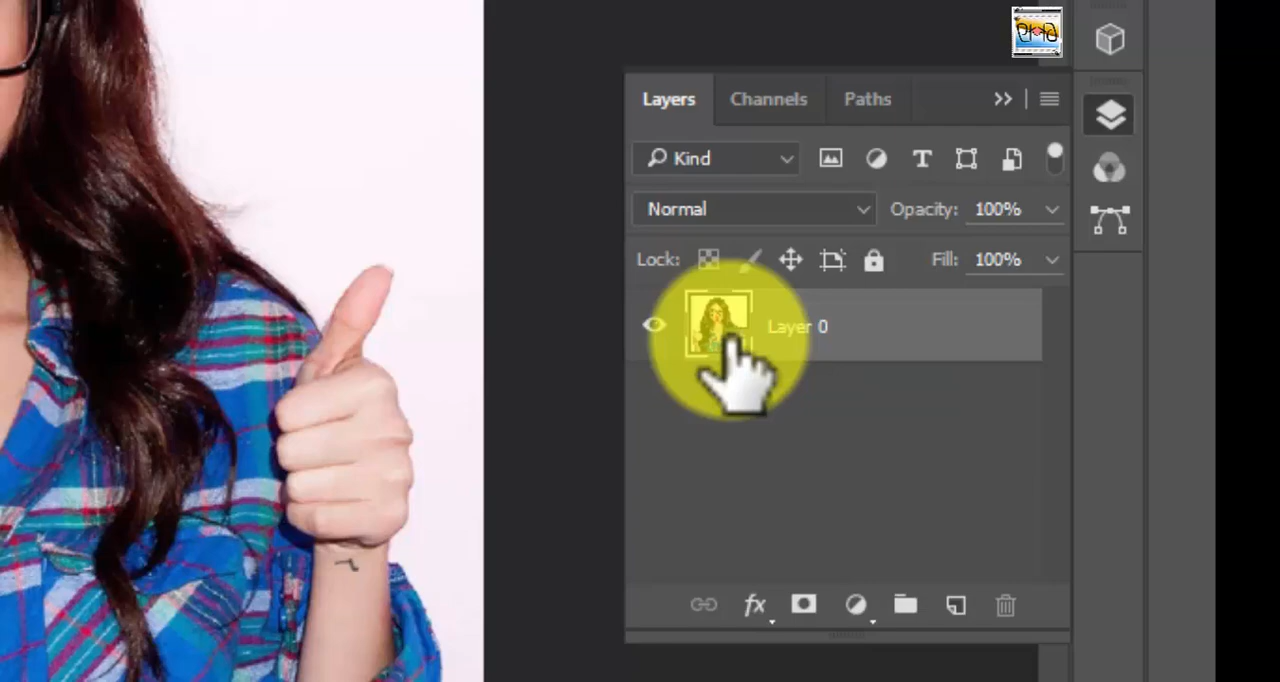 Layers Channels Paths
Kind
Normal Opacity: 100%
Lock: Fill: 100%
Layer 0
fx